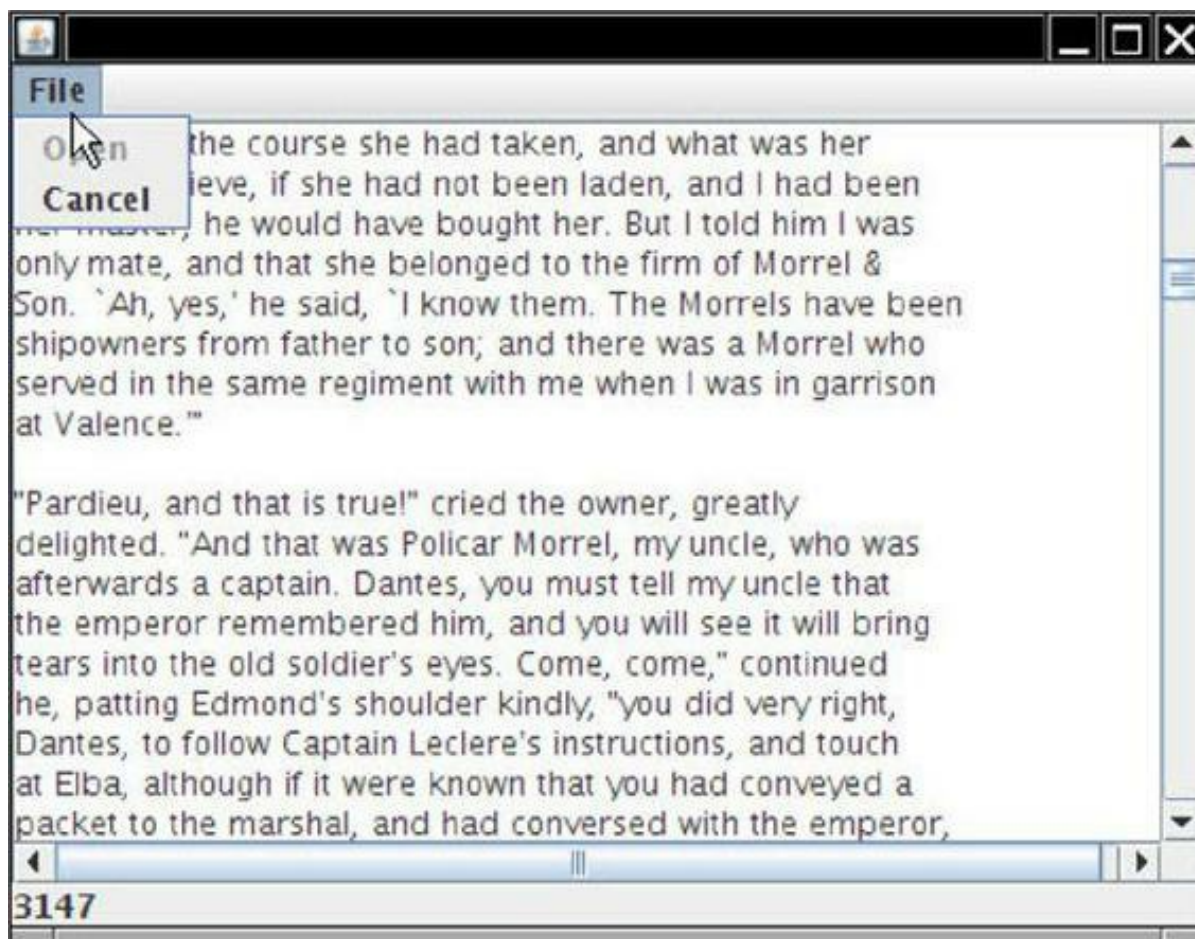 File
Open
Cancel
the course she had taken, and what was her
ieve, if she had not been laden, and I had been
her master, he would have bought her. But I told him I was
only mate, and that she belonged to the firm of Morrel &
Son. `Ah, yes,' he said, `I know them. The Morrels have been
shipowners from father to son; and there was a Morrel who
served in the same regiment with me when I was in garrison
at Valence.'"
"Pardieu, and that is true!" cried the owner, greatly
delighted. "And that was Policar Morrel, my uncle, who was
afterwards a captain. Dantes, you must tell my uncle that
the emperor remembered him, and you will see it will bring
tears into the old soldier's eyes. Come, come," continued
he, patting Edmond's shoulder kindly, "you did very right,
Dantes, to follow Captain Leclere's instructions, and touch
at Elba, although if it were known that you had conveyed a
packet to the marshal, and had conversed with the emperor,
3147